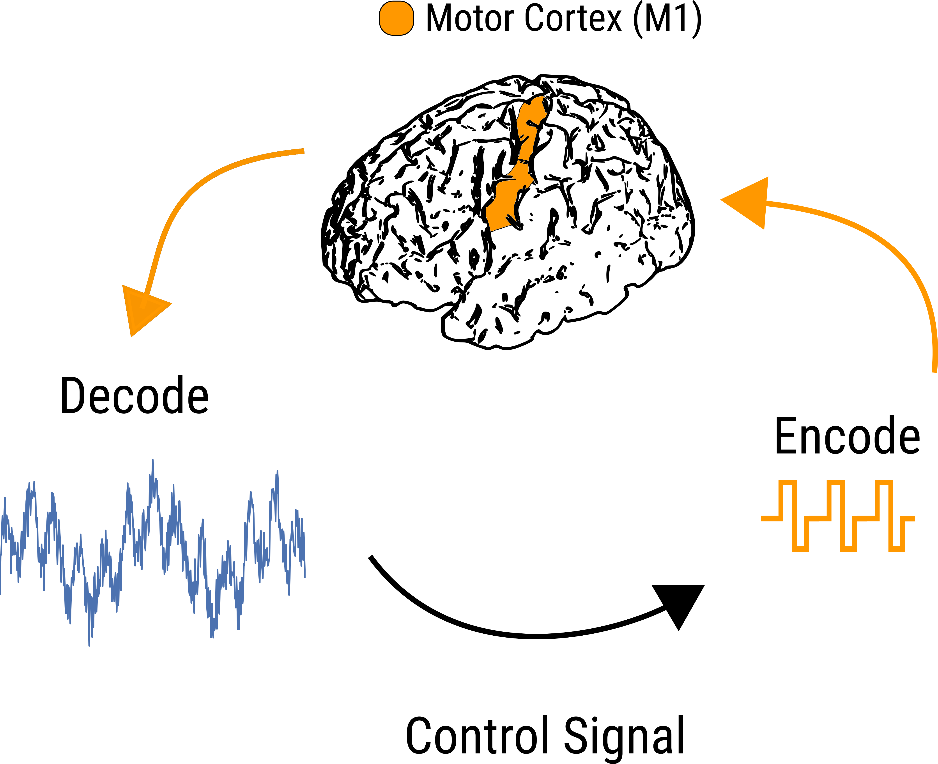 Motor Cortex (M1)
Decode
Encode
Control Signal